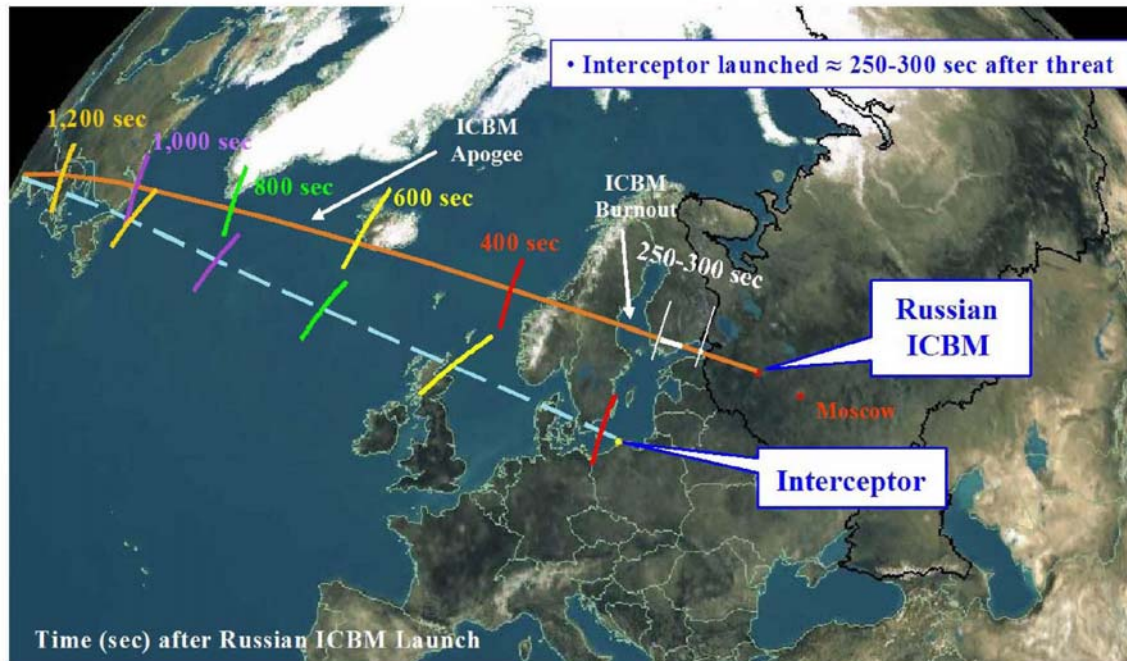 • Interceptor launched ≈ 250-300 sec after threat
1,200 sec
1,000 sec
ICBM
Apogee
800 sec
600 sec
ICBM
Burnout
400 sec
250-300 sec
Russian
ICBM
Moscow
Interceptor
Time (sec) after Russian ICBM Launch